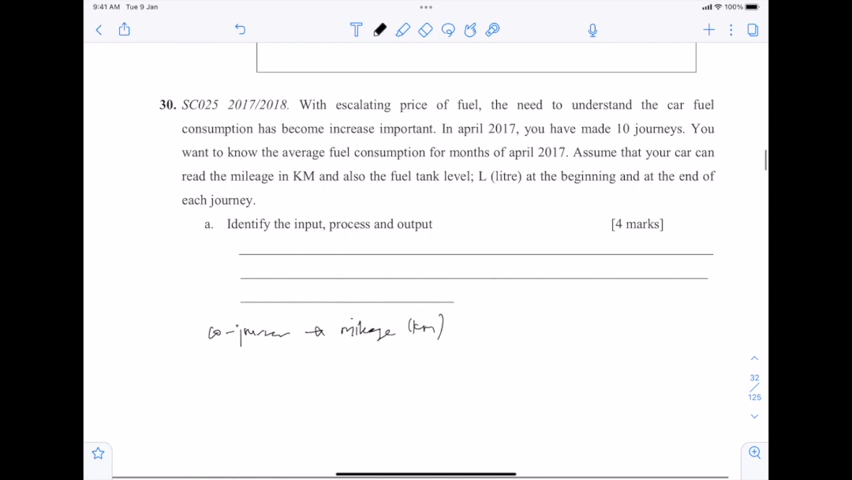 9:41 AM Tue 9 Jan
100%
30. SC025 2017/2018. With escalating price of fuel, the need to understand the car fuel
consumption has become increase important. In april 2017, you have made 10 journeys. You
want to know the average fuel consumption for months of april 2017. Assume that your car can
read the mileage in KM and also the fuel tank level; L (litre) at the beginning and at the end of
each journey.
a. Identify the input, process and output [4 marks]
mileage (km)
32
125